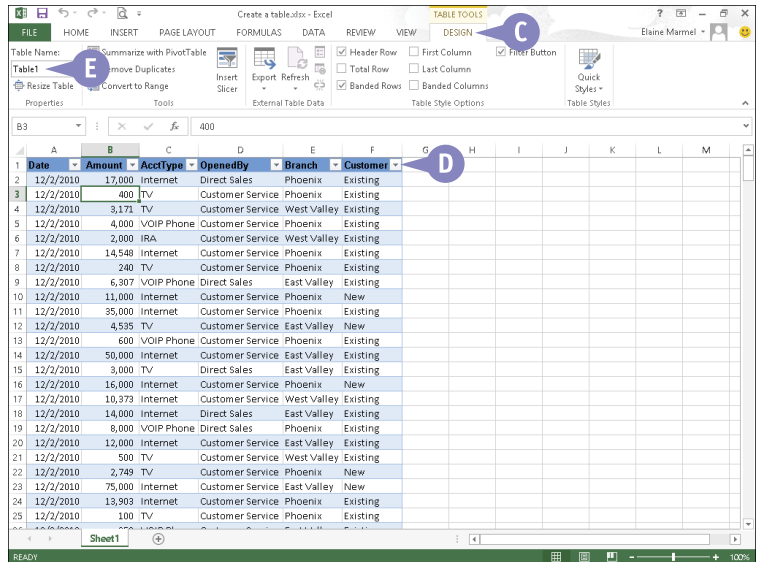 Create a table.xlsx - Excel TABLE TOOLS ?
FILE HOME INSERT PAGE LAYOUT FORMULAS DATA REVIEW VIEW DESIGN C Elaine Marmel
Table Name: Summarize with PivotTable Header Row First Column Filter Button
Table1 E Remove Duplicates Insert Export Refresh Total Row Last Column Quick
Resize Table Convert to Range Slicer Banded Rows Banded Columns Styles
Properties Tools External Table Data Table Style Options Table Styles
B3 fx 400
A B C D E F G H I J K L M
1 Date Amount AcctType OpenedBy Branch Customer D
2 12/2/2010 17,000 Internet Direct Sales Phoenix Existing
3 12/2/2010 400 TV Customer Service Phoenix Existing
4 12/2/2010 3,171 TV Customer Service West Valley Existing
5 12/2/2010 4,000 VOIP Phone Customer Service Phoenix Existing
6 12/2/2010 2,000 IRA Customer Service West Valley Existing
7 12/2/2010 14,548 Internet Customer Service Phoenix Existing
8 12/2/2010 240 TV Customer Service Phoenix Existing
9 12/2/2010 6,307 VOIP Phone Direct Sales East Valley Existing
10 12/2/2010 11,000 Internet Customer Service Phoenix New
11 12/2/2010 35,000 Internet Customer Service Phoenix Existing
12 12/2/2010 4,535 TV Customer Service East Valley New
13 12/2/2010 600 VOIP Phone Customer Service Phoenix Existing
14 12/2/2010 50,000 Internet Customer Service East Valley Existing
15 12/2/2010 3,000 TV Direct Sales East Valley Existing
16 12/2/2010 16,000 Internet Customer Service Phoenix New
17 12/2/2010 10,373 Internet Customer Service West Valley Existing
18 12/2/2010 14,000 Internet Direct Sales East Valley Existing
19 12/2/2010 8,000 VOIP Phone Direct Sales Phoenix Existing
20 12/2/2010 12,000 Internet Customer Service East Valley Existing
21 12/2/2010 500 TV Customer Service West Valley Existing
22 12/2/2010 2,749 TV Customer Service Phoenix New
23 12/2/2010 75,000 Internet Customer Service East Valley New
24 12/2/2010 13,903 Internet Customer Service Phoenix Existing
25 12/2/2010 100 TV Customer Service Phoenix Existing
Sheet1
READY 100%